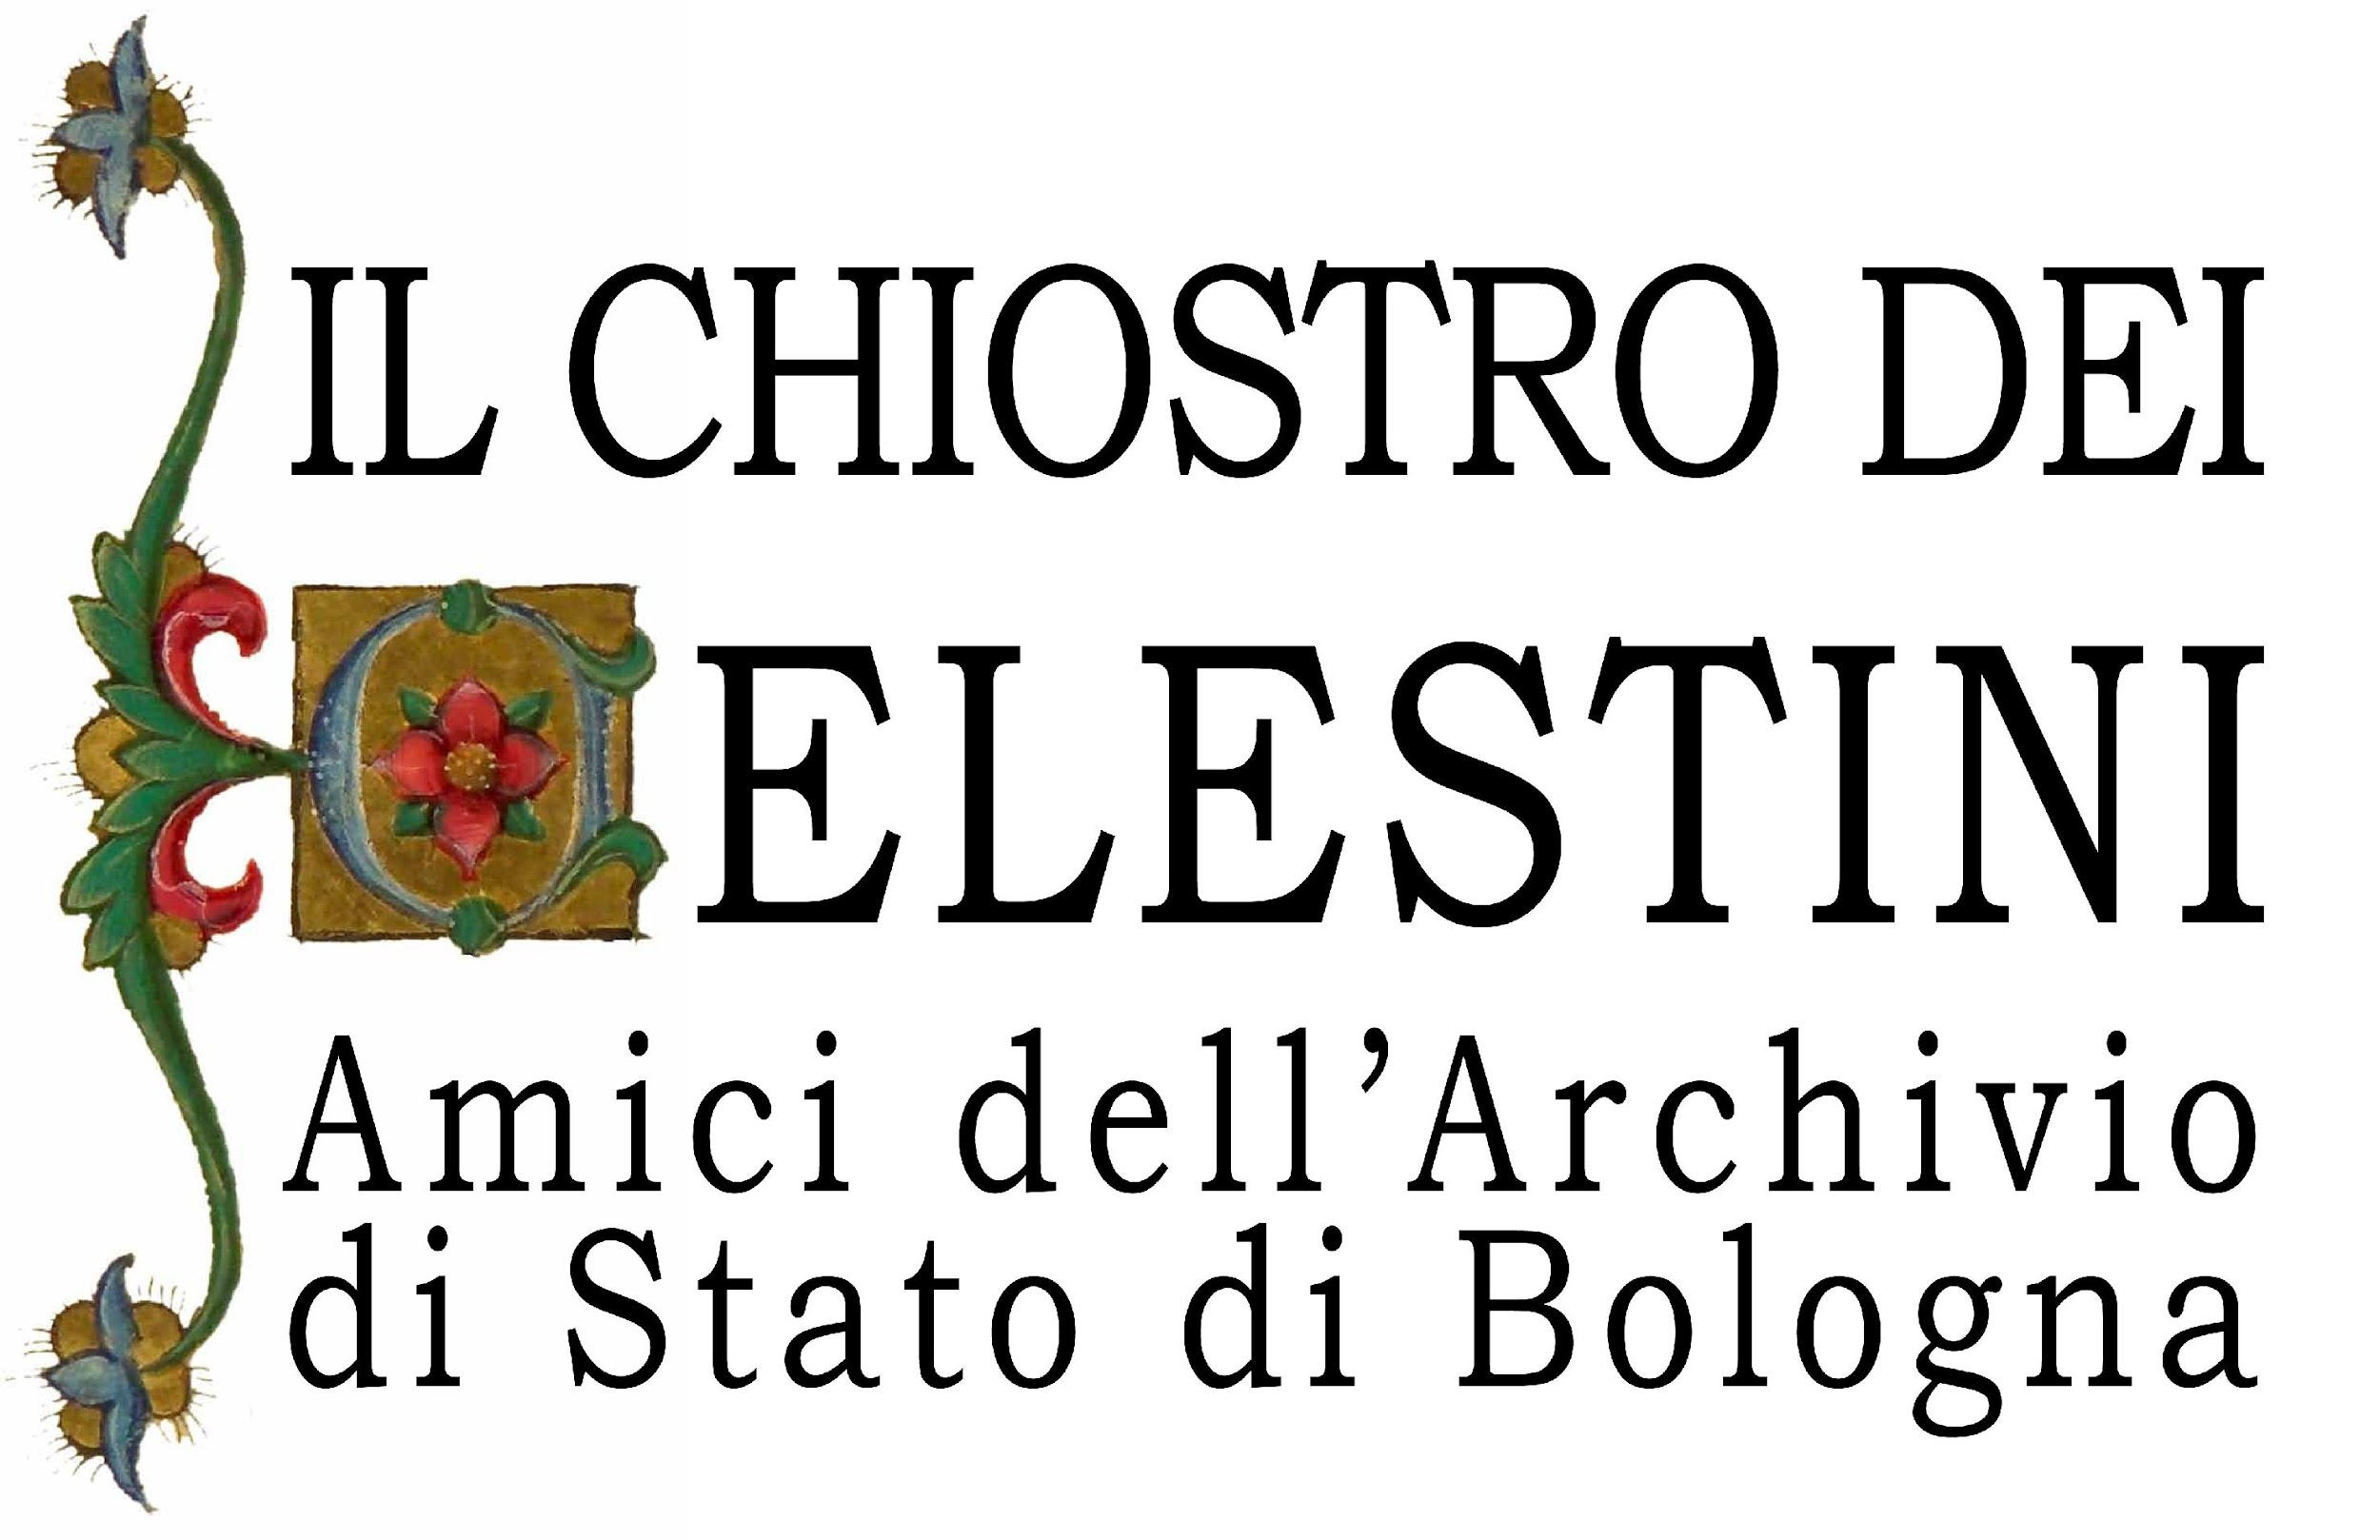 IL CHIOSTRO DEI
CELESTINI
Amici dell’Archivio
di Stato di Bologna